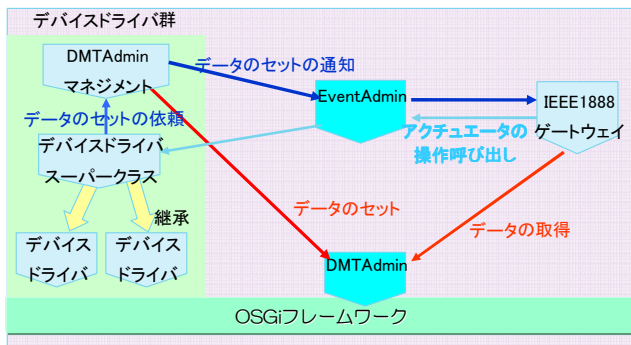 デバイスドライバ群
DMTAdmin
マネジメント
データのセットの通知
EventAdmin
IEEE1888
ゲートウェイ
データのセットの依頼
アクチュエータの
操作呼び出し
デバイスドライバ
スーパークラス
継承
データのセット
データの取得
デバイス
ドライバ
デバイス
ドライバ
DMTAdmin
OSGiフレームワーク